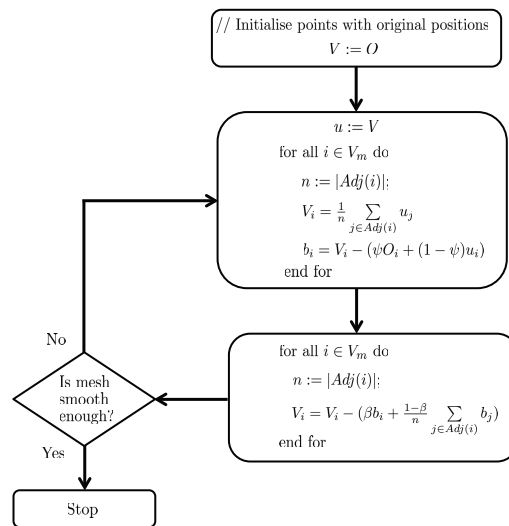 // Initialise points with original positions
V := O
u := V
for all i ∈ V_m do
n := |Adj(i)|;
V_i = 1/n ∑_{j∈Adj(i)} u_j
b_i = V_i − (ψO_i + (1 − ψ)u_i)
end for
for all i ∈ V_m do
n := |Adj(i)|;
V_i = V_i − (βb_i + (1−β)/n ∑_{j∈Adj(i)} b_j)
end for
No
Is mesh
smooth
enough?
Yes
Stop